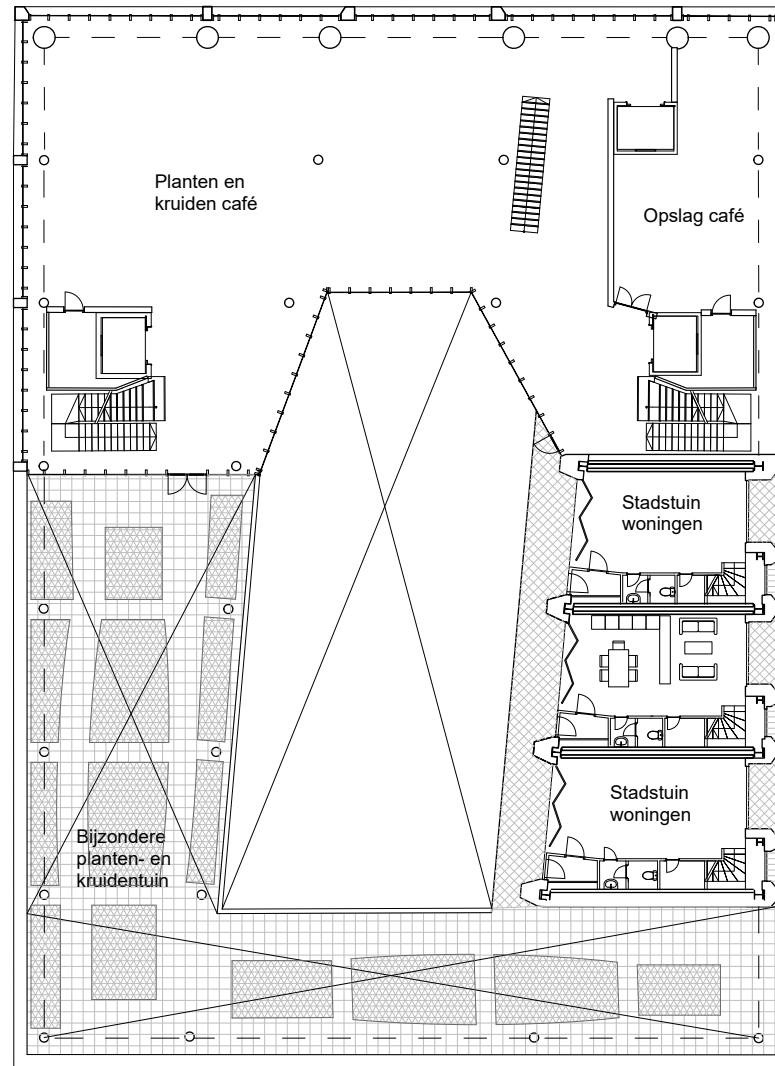 Planten en
kruiden café
Opslag café
Stadstuin
woningen
Stadstuin
woningen
Bijzondere
planten- en
kruidentuin